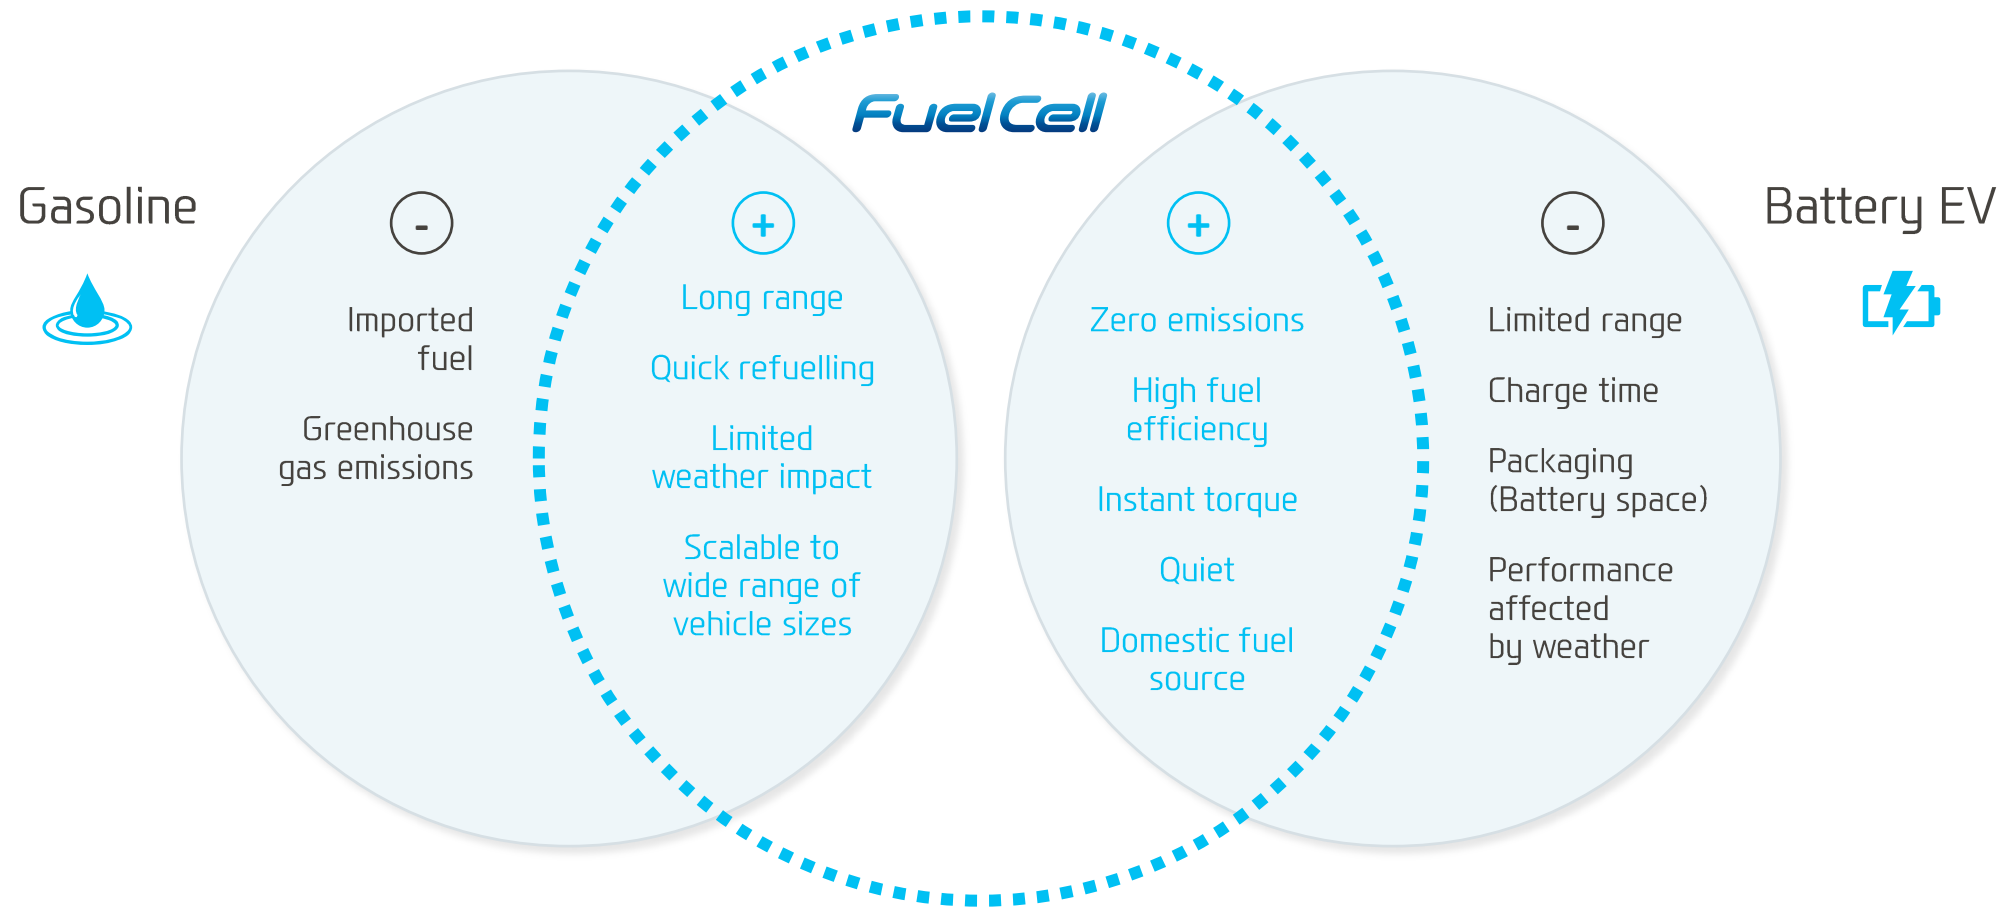 Fuel Cell
Gasoline
-
Imported
fuel
Greenhouse
gas emissions
+
Long range
Quick refuelling
Limited
weather impact
Scalable to
wide range of
vehicle sizes
+
Zero emissions
High fuel
efficiency
Instant torque
Quiet
Domestic fuel
source
-
Limited range
Charge time
Packaging
(Battery space)
Performance
affected
by weather
Battery EV